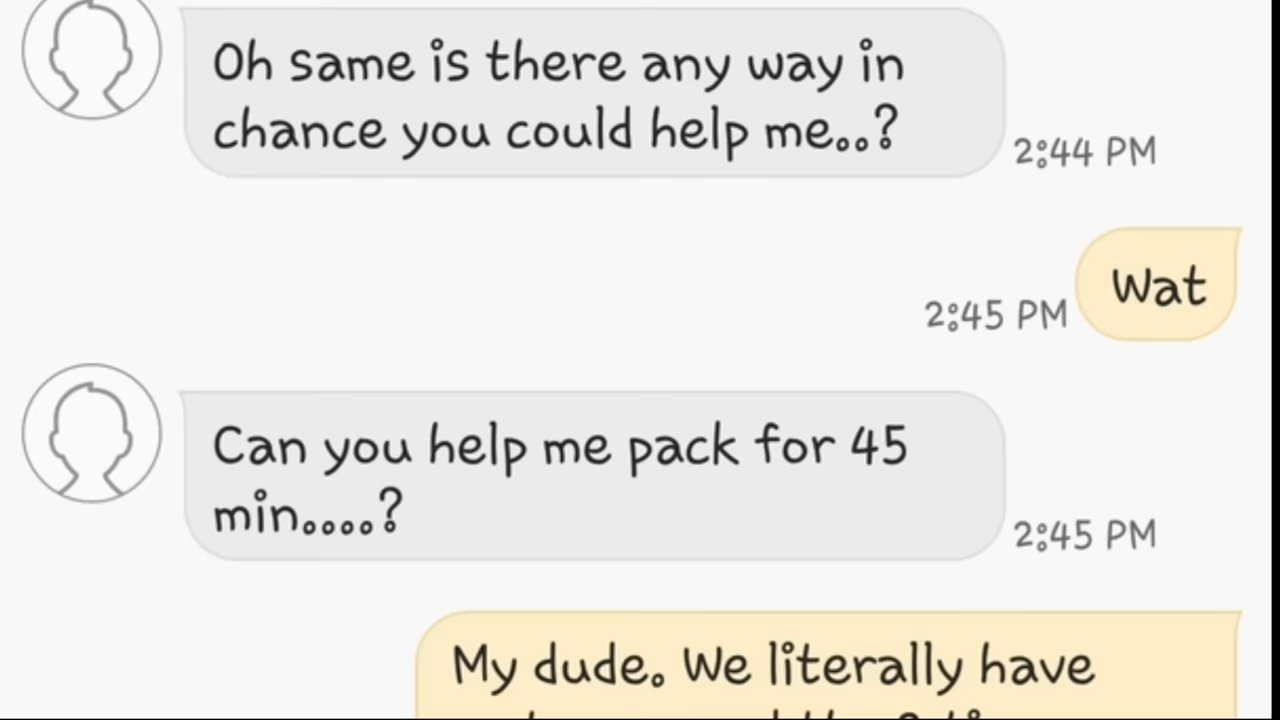 Oh same is there any way in
chance you could help me..?
2:44 PM
Wat
2:45 PM
Can you help me pack for 45
min....?
2:45 PM
My dude. We literally have